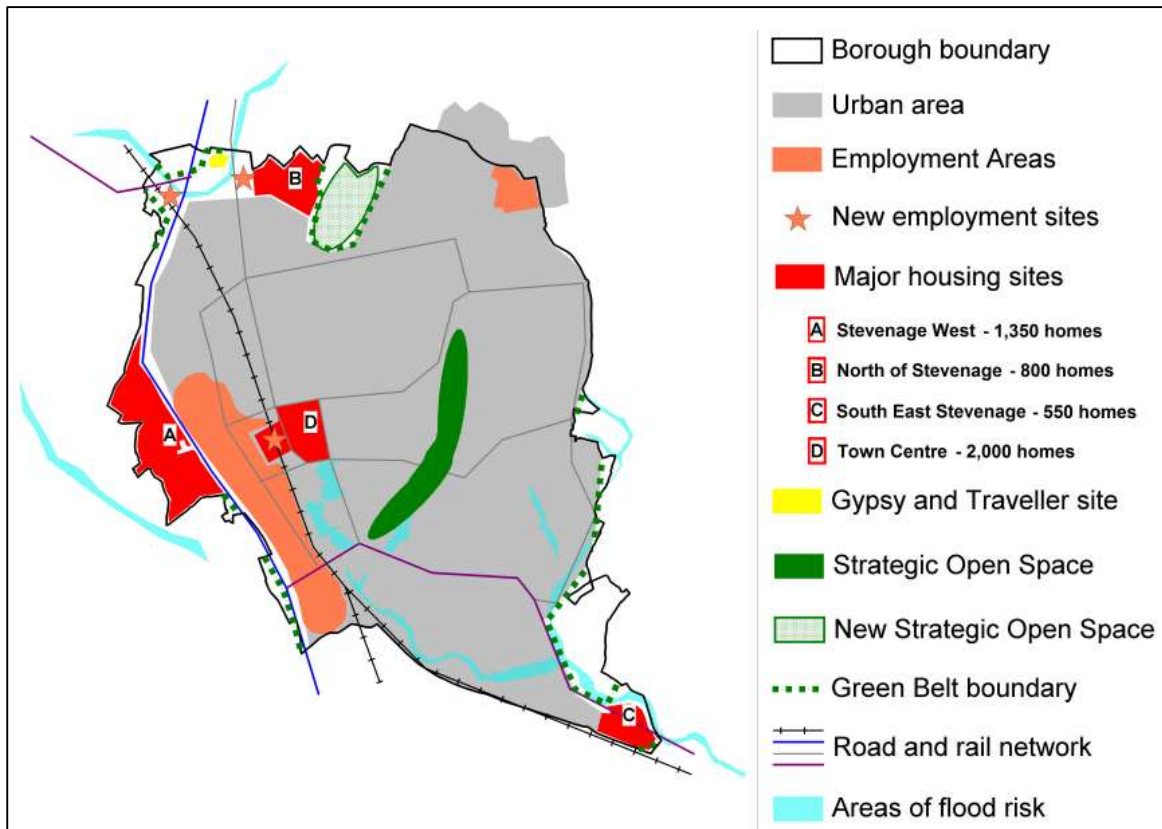 B
A
D
C
Borough boundary
Urban area
Employment Areas
New employment sites
Major housing sites
A Stevenage West - 1,350 homes
B North of Stevenage - 800 homes
C South East Stevenage - 550 homes
D Town Centre - 2,000 homes
Gypsy and Traveller site
Strategic Open Space
New Strategic Open Space
Green Belt boundary
Road and rail network
Areas of flood risk